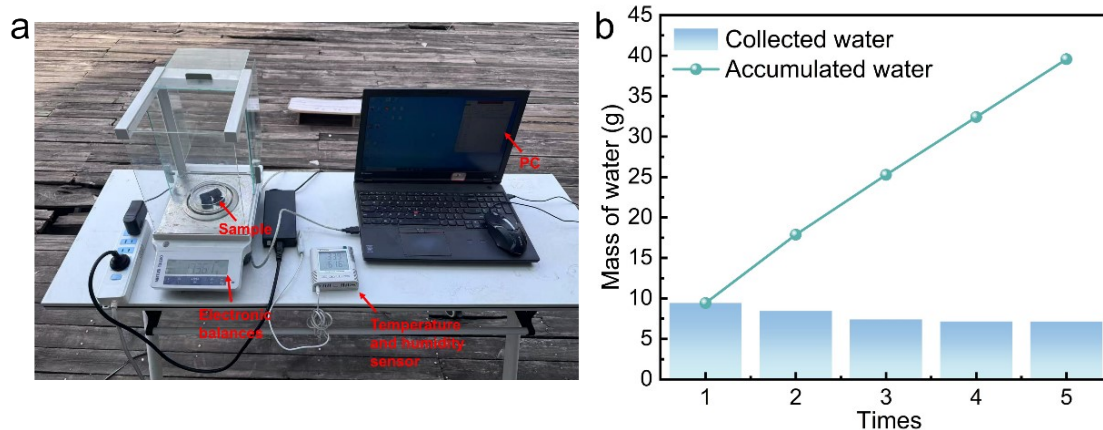 a
PC
Sample
Electronic
balances
Temperature
and humidity
sensor
b
Collected water
Accumulated water
Mass of water (g)
45
40
35
30
25
20
15
10
5
0
1 2 3 4 5
Times